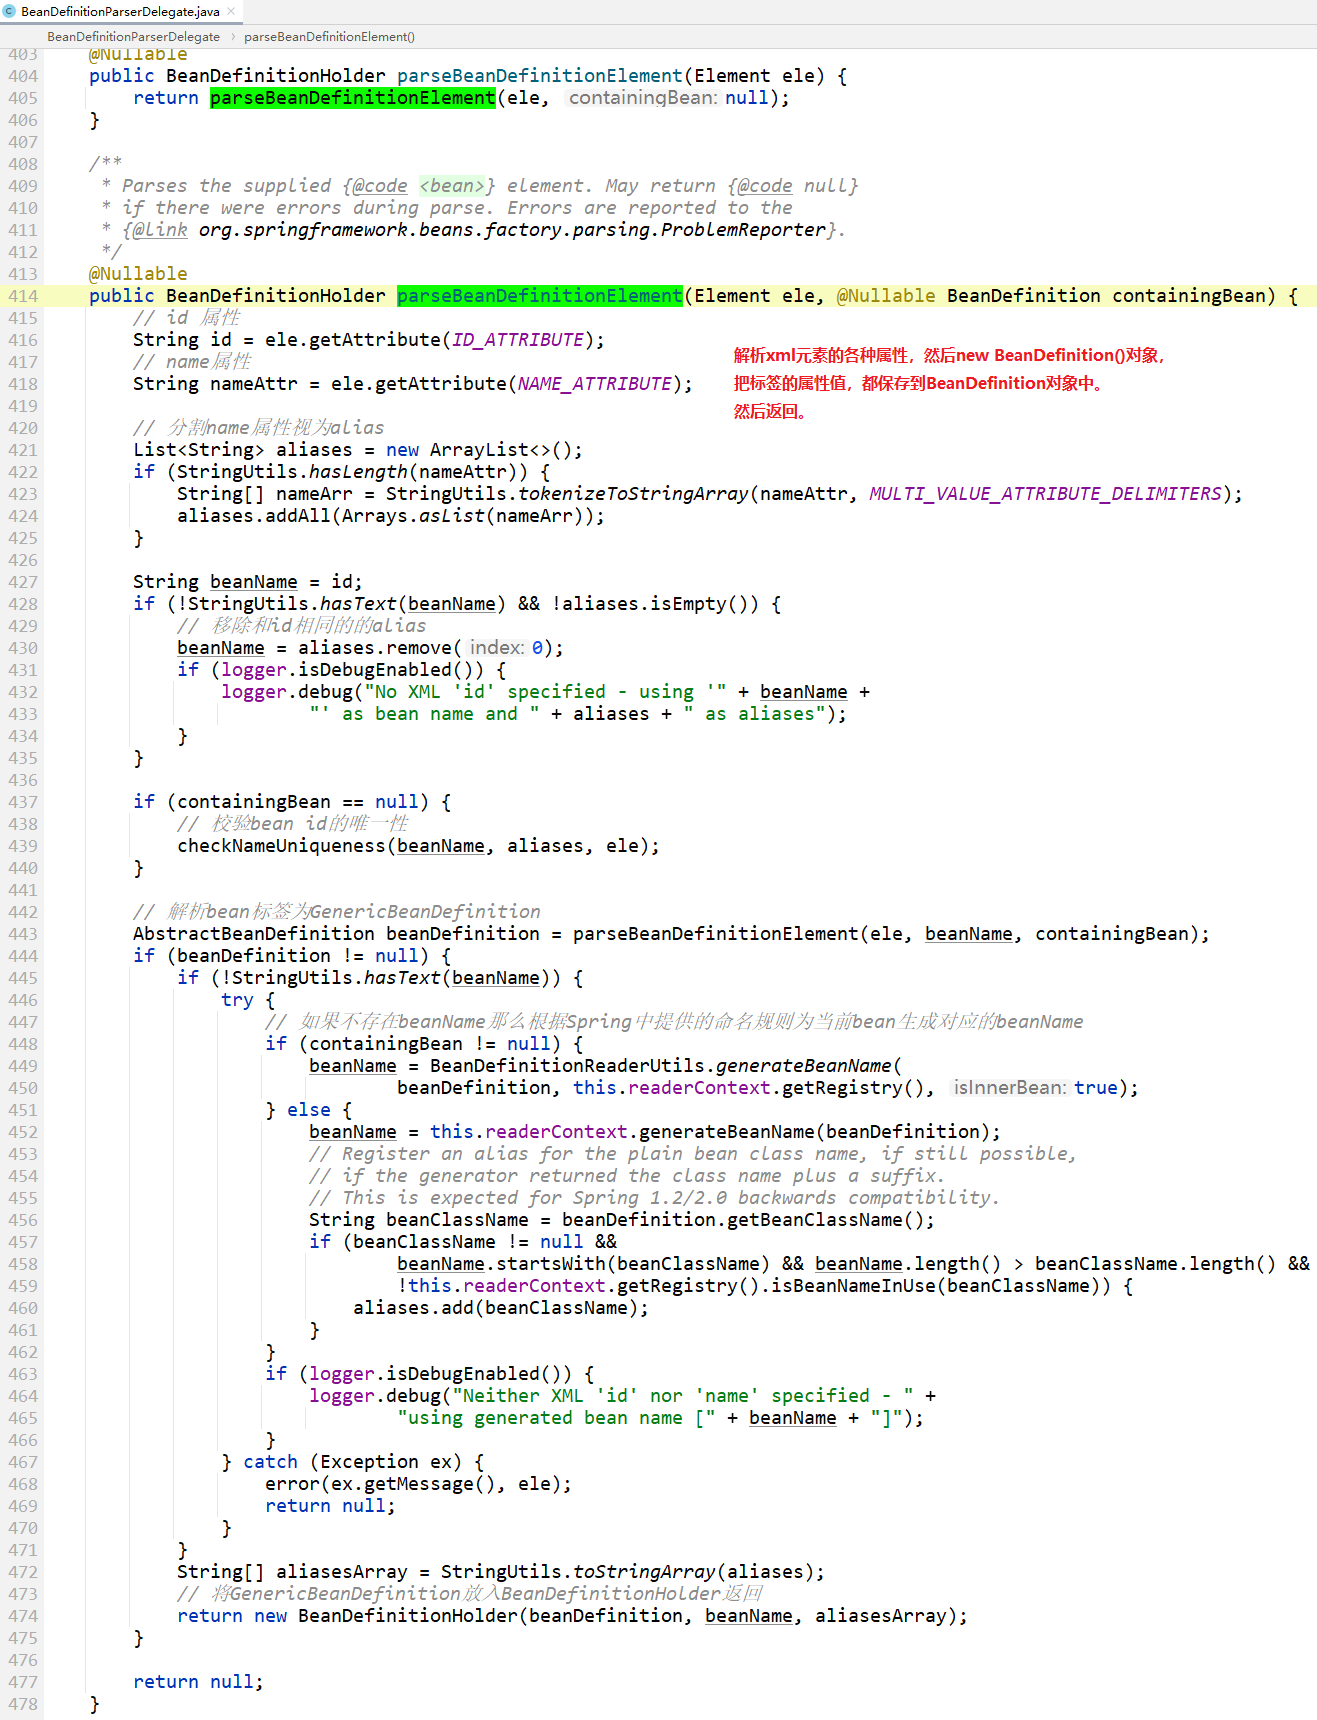 BeanDefinitionParserDelegate.java ×
BeanDefinitionParserDelegate › parseBeanDefinitionElement()
403 @Nullable
404 public BeanDefinitionHolder parseBeanDefinitionElement(Element ele) {
405 return parseBeanDefinitionElement(ele, containingBean: null);
406 }
407
408 /**
409 * Parses the supplied {@code <bean>} element. May return {@code null}
410 * if there were errors during parse. Errors are reported to the
411 * {@link org.springframework.beans.factory.parsing.ProblemReporter}.
412 */
413 @Nullable
414 public BeanDefinitionHolder parseBeanDefinitionElement(Element ele, @Nullable BeanDefinition containingBean) {
415 // id 属性
416 String id = ele.getAttribute(ID_ATTRIBUTE);
解析xml元素的各种属性，然后new BeanDefinition()对象，
417 // name属性
418 String nameAttr = ele.getAttribute(NAME_ATTRIBUTE);
把标签的属性值，都保存到BeanDefinition对象中。
419
然后返回。
420 // 分割name属性视为alias
421 List<String> aliases = new ArrayList<>();
422 if (StringUtils.hasLength(nameAttr)) {
423 String[] nameArr = StringUtils.tokenizeToStringArray(nameAttr, MULTI_VALUE_ATTRIBUTE_DELIMITERS);
424 aliases.addAll(Arrays.asList(nameArr));
425 }
426
427 String beanName = id;
428 if (!StringUtils.hasText(beanName) && !aliases.isEmpty()) {
429 // 移除和id相同的的alias
430 beanName = aliases.remove( index: 0);
431 if (logger.isDebugEnabled()) {
432 logger.debug("No XML 'id' specified - using '" + beanName +
433 "' as bean name and " + aliases + " as aliases");
434 }
435 }
436
437 if (containingBean == null) {
438 // 校验bean id的唯一性
439 checkNameUniqueness(beanName, aliases, ele);
440 }
441
442 // 解析bean标签为GenericBeanDefinition
443 AbstractBeanDefinition beanDefinition = parseBeanDefinitionElement(ele, beanName, containingBean);
444 if (beanDefinition != null) {
445 if (!StringUtils.hasText(beanName)) {
446 try {
447 // 如果不存在beanName那么根据Spring中提供的命名规则为当前bean生成对应的beanName
448 if (containingBean != null) {
449 beanName = BeanDefinitionReaderUtils.generateBeanName(
450 beanDefinition, this.readerContext.getRegistry(), isInnerBean: true);
451 } else {
452 beanName = this.readerContext.generateBeanName(beanDefinition);
453 // Register an alias for the plain bean class name, if still possible,
454 // if the generator returned the class name plus a suffix.
455 // This is expected for Spring 1.2/2.0 backwards compatibility.
456 String beanClassName = beanDefinition.getBeanClassName();
457 if (beanClassName != null &&
458 beanName.startsWith(beanClassName) && beanName.length() > beanClassName.length() &&
459 !this.readerContext.getRegistry().isBeanNameInUse(beanClassName)) {
460 aliases.add(beanClassName);
461 }
462 }
463 if (logger.isDebugEnabled()) {
464 logger.debug("Neither XML 'id' nor 'name' specified - " +
465 "using generated bean name [" + beanName + "]");
466 }
467 } catch (Exception ex) {
468 error(ex.getMessage(), ele);
469 return null;
470 }
471 }
472 String[] aliasesArray = StringUtils.toStringArray(aliases);
473 // 将GenericBeanDefinition放入BeanDefinitionHolder返回
474 return new BeanDefinitionHolder(beanDefinition, beanName, aliasesArray);
475 }
476
477 return null;
478 }